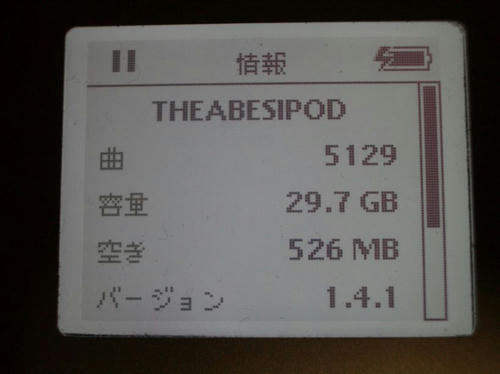 情報
THEABESIPOD
曲 5129
容量 29.7 GB
空き 526 MB
バージョン 1.4.1